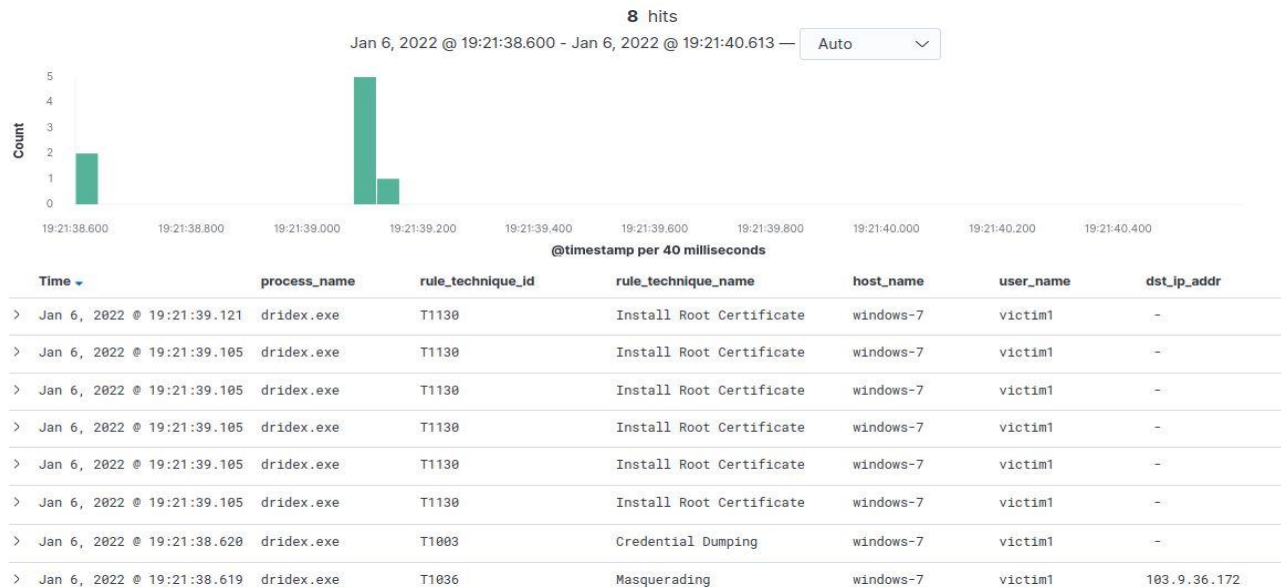 8 hits
Jan 6, 2022 @ 19:21:38.600 - Jan 6, 2022 @ 19:21:40.613 — Auto
5
4
3
2
1
0
Count
19:21:38.600 19:21:38.800 19:21:39.000 19:21:39.200 19:21:39.400 19:21:39.600 19:21:39.800 19:21:40.000 19:21:40.200 19:21:40.400
@timestamp per 40 milliseconds
Time process_name rule_technique_id rule_technique_name host_name user_name dst_ip_addr
> Jan 6, 2022 @ 19:21:39.121 dridex.exe T1130 Install Root Certificate windows-7 victim1 -
> Jan 6, 2022 @ 19:21:39.105 dridex.exe T1130 Install Root Certificate windows-7 victim1 -
> Jan 6, 2022 @ 19:21:39.105 dridex.exe T1130 Install Root Certificate windows-7 victim1 -
> Jan 6, 2022 @ 19:21:39.105 dridex.exe T1130 Install Root Certificate windows-7 victim1 -
> Jan 6, 2022 @ 19:21:39.105 dridex.exe T1130 Install Root Certificate windows-7 victim1 -
> Jan 6, 2022 @ 19:21:39.105 dridex.exe T1130 Install Root Certificate windows-7 victim1 -
> Jan 6, 2022 @ 19:21:38.620 dridex.exe T1003 Credential Dumping windows-7 victim1 -
> Jan 6, 2022 @ 19:21:38.619 dridex.exe T1036 Masquerading windows-7 victim1 103.9.36.172